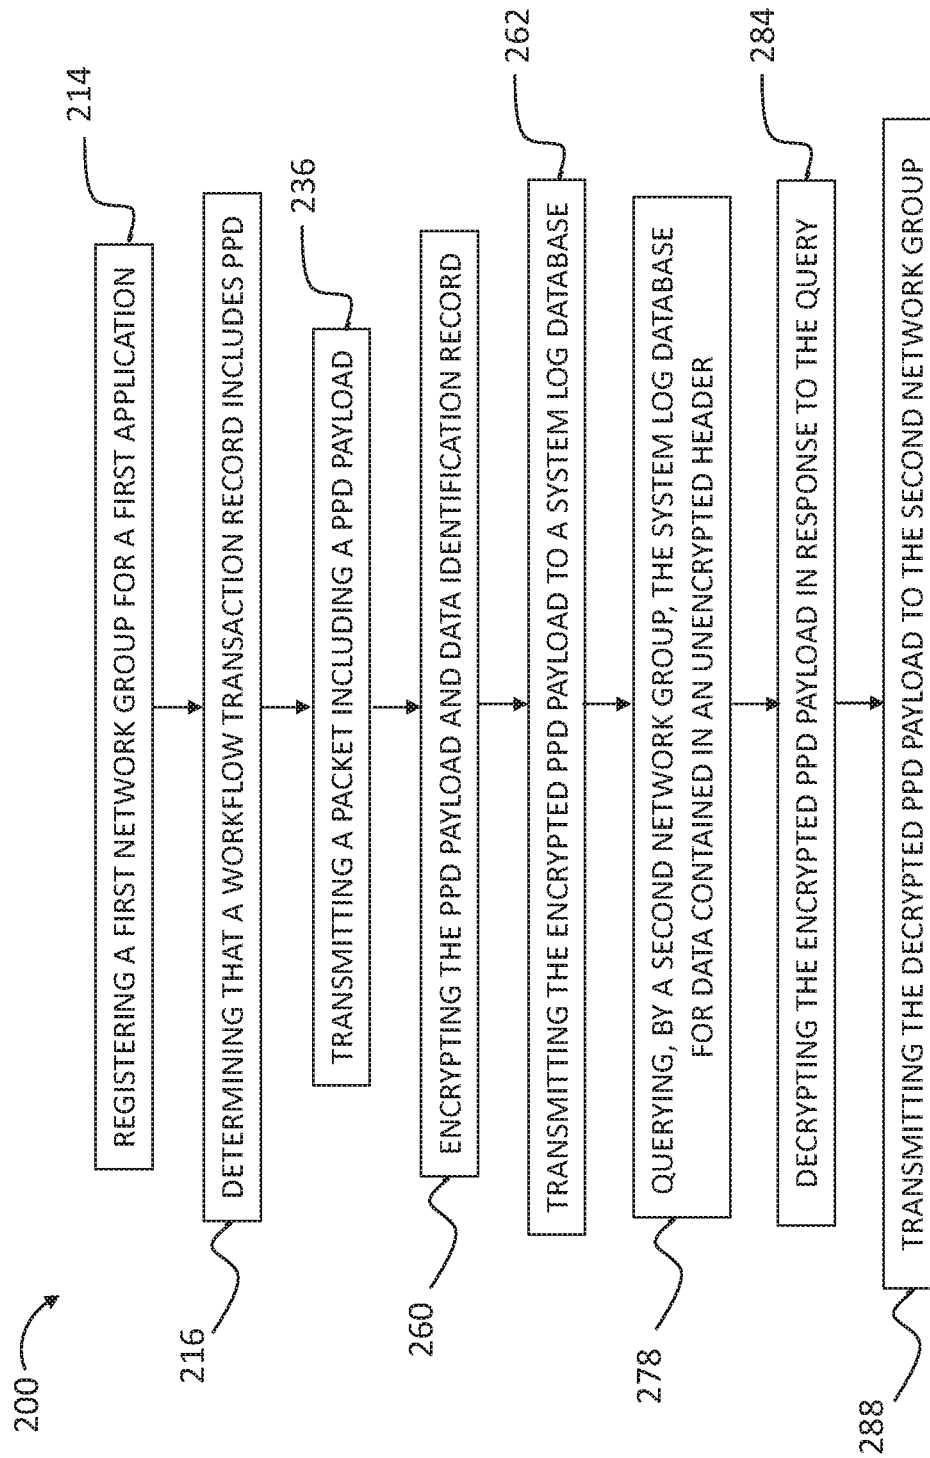 200
REGISTERING A FIRST NETWORK GROUP FOR A FIRST APPLICATION
214
DETERMINING THAT A WORKFLOW TRANSACTION RECORD INCLUDES PPD
216
TRANSMITTING A PACKET INCLUDING A PPD PAYLOAD
236
ENCRYPTING THE PPD PAYLOAD AND DATA IDENTIFICATION RECORD
260
TRANSMITTING THE ENCRYPTED PPD PAYLOAD TO A SYSTEM LOG DATABASE
262
QUERYING, BY A SECOND NETWORK GROUP, THE SYSTEM LOG DATABASE
FOR DATA CONTAINED IN AN UNENCRYPTED HEADER
278
DECRYPTING THE ENCRYPTED PPD PAYLOAD IN RESPONSE TO THE QUERY
284
TRANSMITTING THE DECRYPTED PPD PAYLOAD TO THE SECOND NETWORK GROUP
288